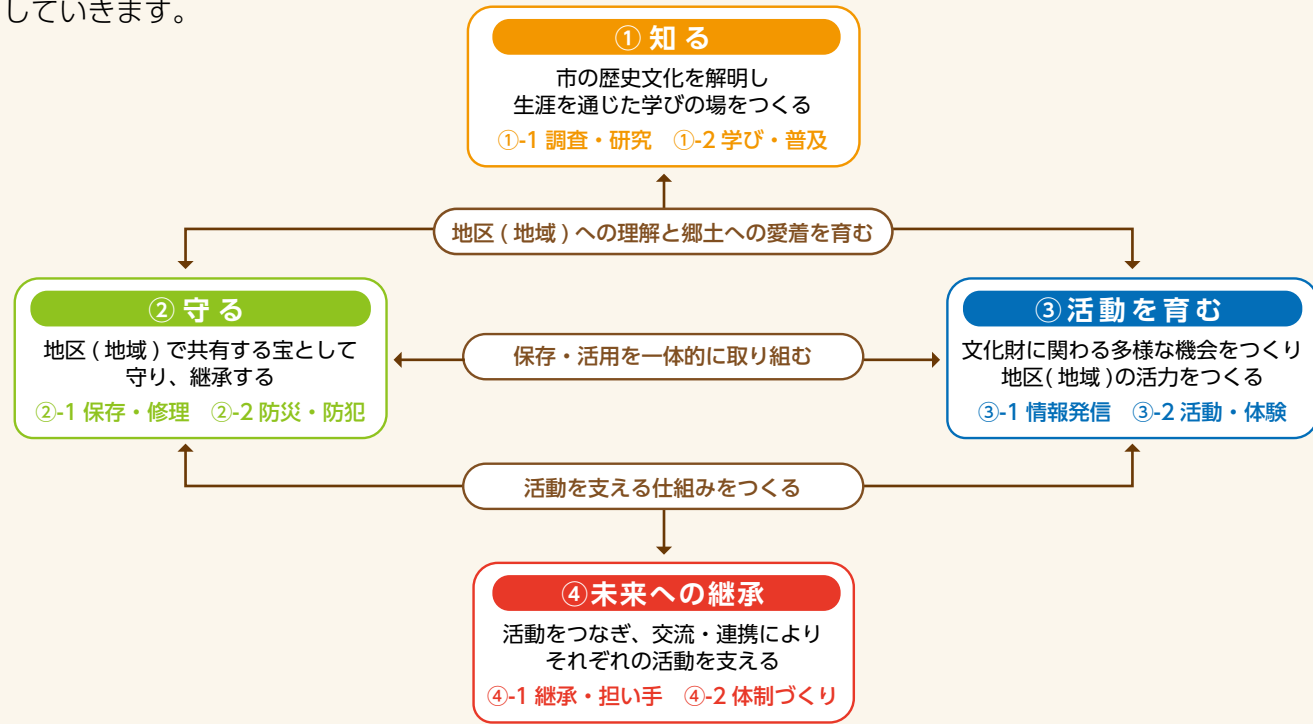 していきます。
①知る
市の歴史文化を解明し
生涯を通じた学びの場をつくる
①-1 調査・研究　①-2 学び・普及
地区(地域)への理解と郷土への愛着を育む
②守る
地区(地域)で共有する宝として
守り、継承する
②-1 保存・修理　②-2 防災・防犯
保存・活用を一体的に取り組む
③活動を育む
文化財に関わる多様な機会をつくり
地区(地域)の活力をつくる
③-1 情報発信　③-2 活動・体験
活動を支える仕組みをつくる
④未来への継承
活動をつなぎ、交流・連携により
それぞれの活動を支える
④-1 継承・担い手　④-2 体制づくり